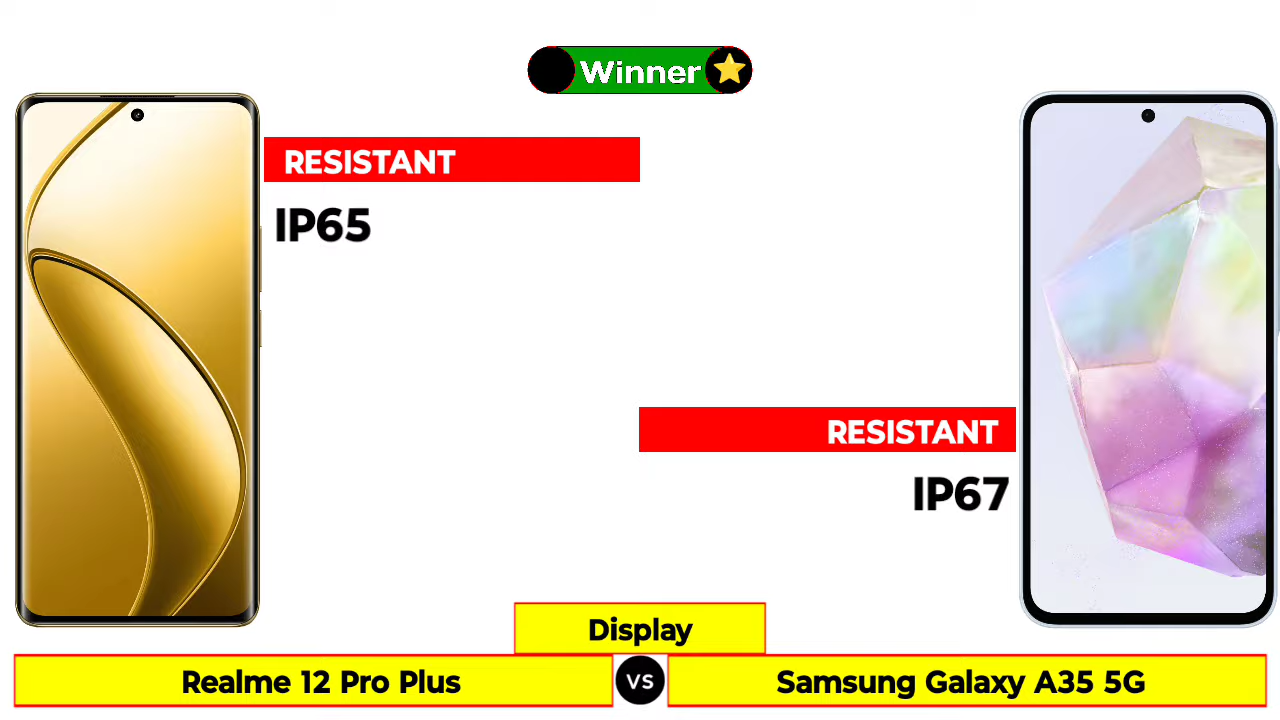 Winner
RESISTANT
IP65
RESISTANT
IP67
Display
Realme 12 Pro Plus
VS
Samsung Galaxy A35 5G